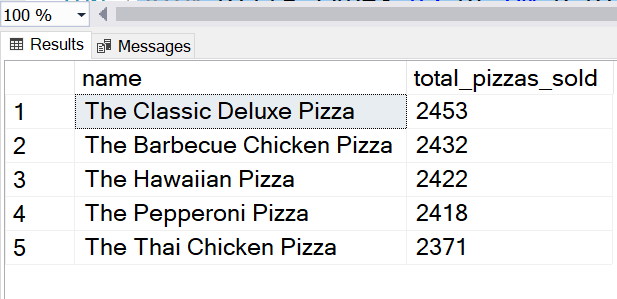 100 %
Results Messages
name total_pizzas_sold
1 The Classic Deluxe Pizza 2453
2 The Barbecue Chicken Pizza 2432
3 The Hawaiian Pizza 2422
4 The Pepperoni Pizza 2418
5 The Thai Chicken Pizza 2371